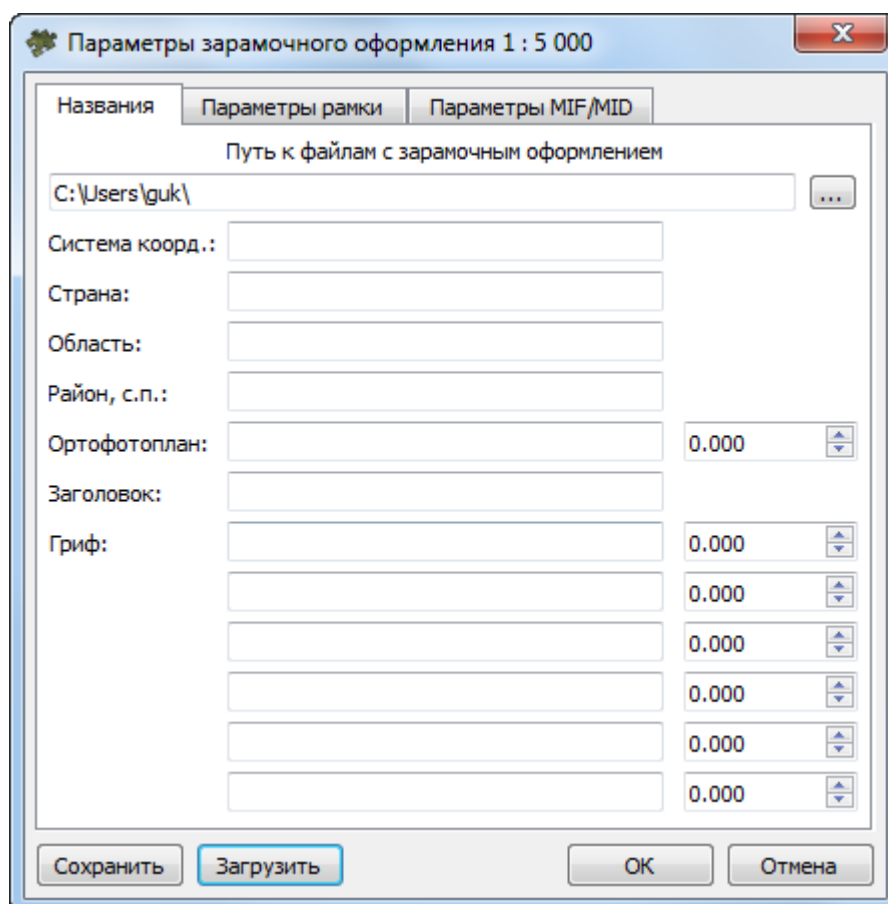 Параметры зарамочного оформления 1 : 5 000
Названия Параметры рамки Параметры MIF/MID
Путь к файлам с зарамочным оформлением
C:\Users\guk\ ...
Система коорд.:
Страна:
Область:
Район, с.п.:
Ортофотоплан: 0.000
Заголовок:
Гриф: 0.000
0.000
0.000
0.000
0.000
0.000
Сохранить Загрузить OK Отмена